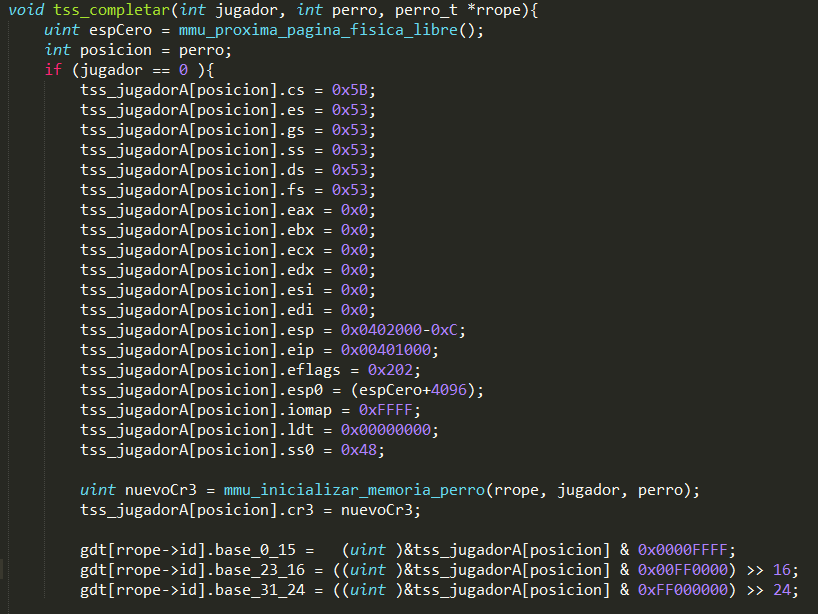 void tss_completar(int jugador, int perro, perro_t *rrope){
uint espCero = mmu_proxima_pagina_fisica_libre();
int posicion = perro;
if (jugador == 0 ){
tss_jugadorA[posicion].cs = 0x5B;
tss_jugadorA[posicion].es = 0x53;
tss_jugadorA[posicion].gs = 0x53;
tss_jugadorA[posicion].ss = 0x53;
tss_jugadorA[posicion].ds = 0x53;
tss_jugadorA[posicion].fs = 0x53;
tss_jugadorA[posicion].eax = 0x0;
tss_jugadorA[posicion].ebx = 0x0;
tss_jugadorA[posicion].ecx = 0x0;
tss_jugadorA[posicion].edx = 0x0;
tss_jugadorA[posicion].esi = 0x0;
tss_jugadorA[posicion].edi = 0x0;
tss_jugadorA[posicion].esp = 0x0402000-0xC;
tss_jugadorA[posicion].eip = 0x00401000;
tss_jugadorA[posicion].eflags = 0x202;
tss_jugadorA[posicion].esp0 = (espCero+4096);
tss_jugadorA[posicion].iomap = 0xFFFF;
tss_jugadorA[posicion].ldt = 0x00000000;
tss_jugadorA[posicion].ss0 = 0x48;
uint nuevoCr3 = mmu_inicializar_memoria_perro(rrope, jugador, perro);
tss_jugadorA[posicion].cr3 = nuevoCr3;
gdt[rrope->id].base_0_15 =   (uint )&tss_jugadorA[posicion] & 0x0000FFFF;
gdt[rrope->id].base_23_16 = ((uint )&tss_jugadorA[posicion] & 0x00FF0000) >> 16;
gdt[rrope->id].base_31_24 = ((uint )&tss_jugadorA[posicion] & 0xFF000000) >> 24;